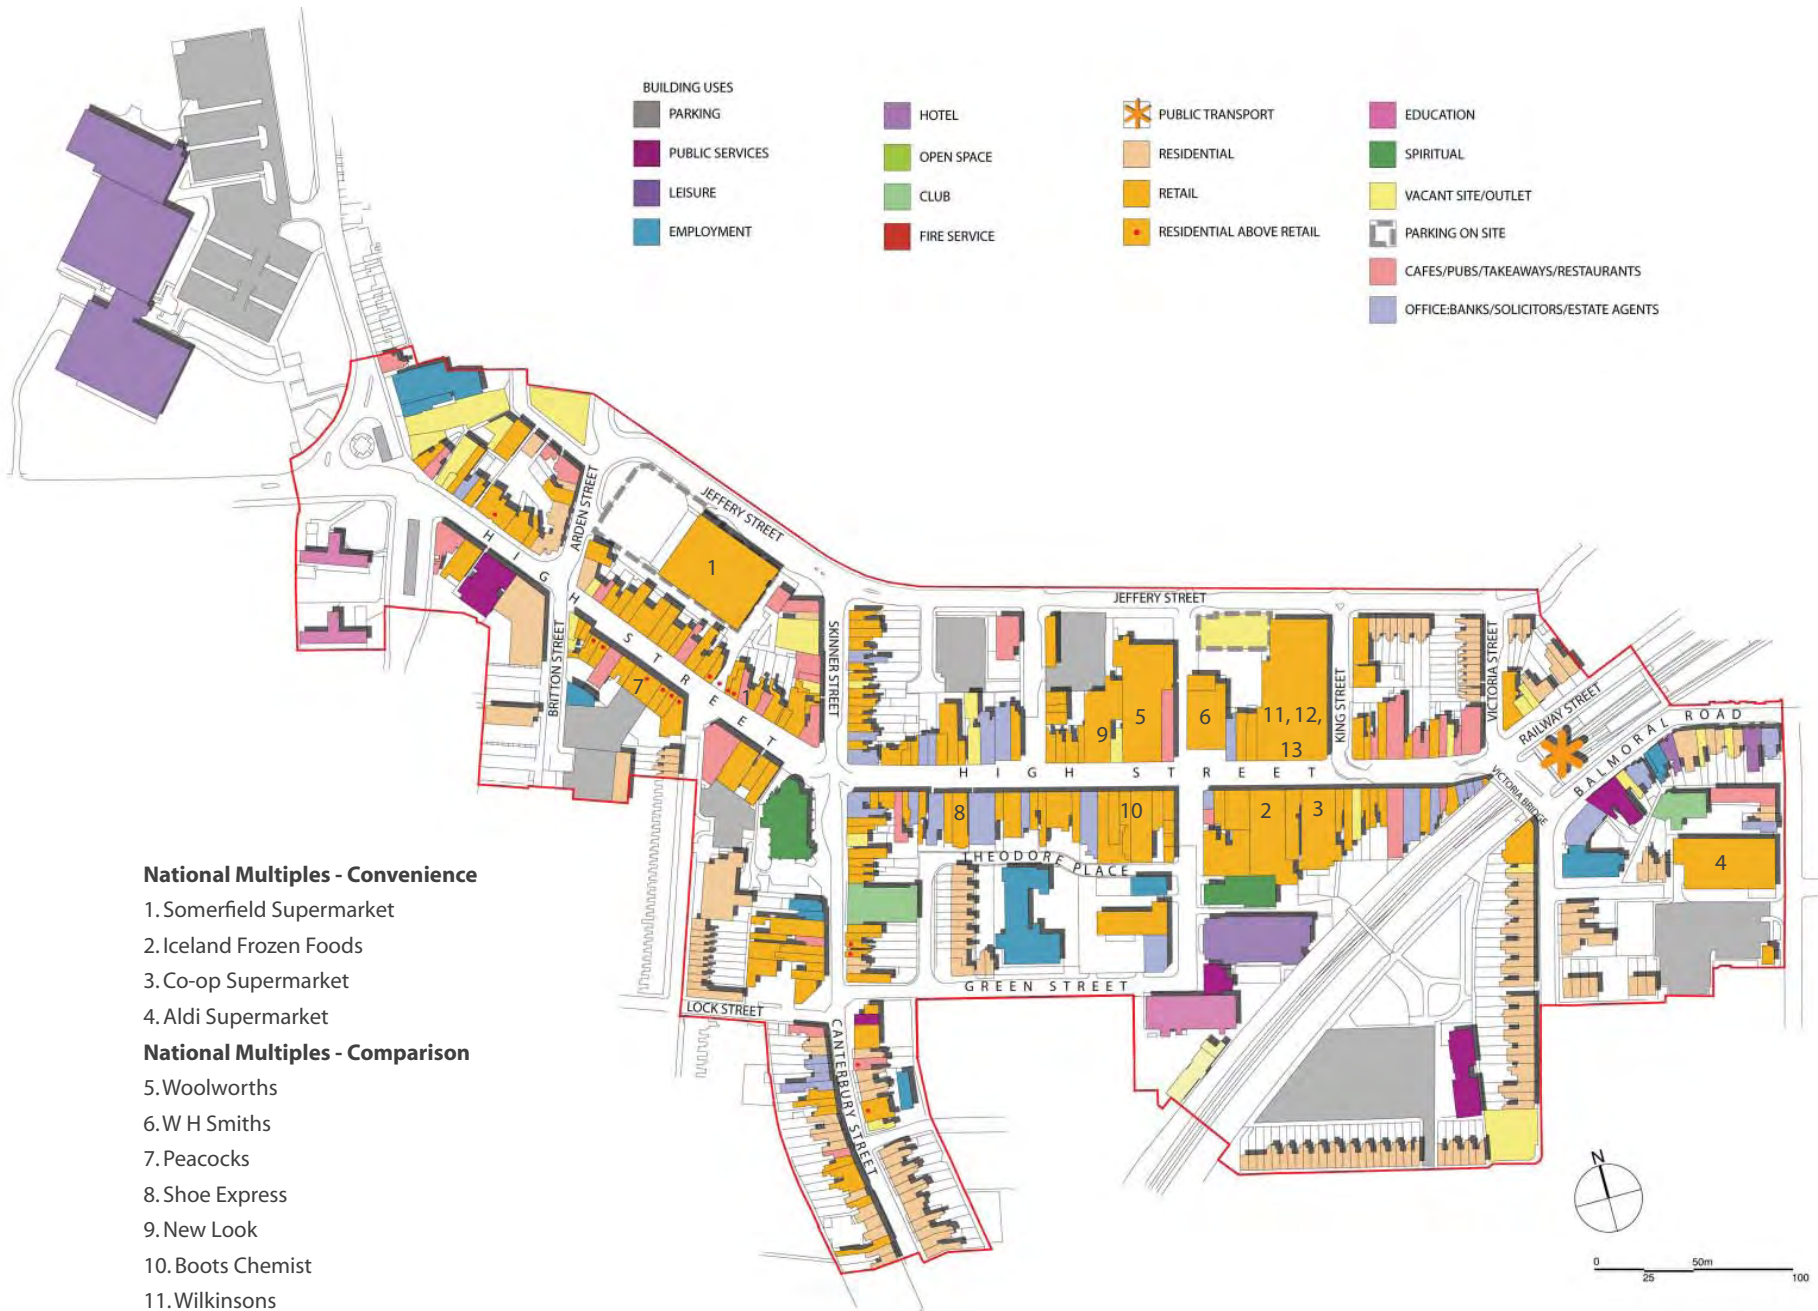 BUILDING USES
PARKING
PUBLIC SERVICES
LEISURE
EMPLOYMENT
HOTEL
OPEN SPACE
CLUB
FIRE SERVICE
PUBLIC TRANSPORT
RESIDENTIAL
RETAIL
RESIDENTIAL ABOVE RETAIL
EDUCATION
SPIRITUAL
VACANT SITE/OUTLET
PARKING ON SITE
CAFES/PUBS/TAKEAWAYS/RESTAURANTS
OFFICE:BANKS/SOLICITORS/ESTATE AGENTS
JEFFERY STREET
ARDEN STREET
HIGH STREET
1
BRITTON STREET
7
1
SKINNER STREET
JEFFERY STREET
9
5
6
11, 12,
13
KING STREET
VICTORIA STREET
RAILWAY STREET
BALMORAL ROAD
VICTORIA BRIDGE
HIGH STREET
8
10
2
3
4
THEODORE PLACE
GREEN STREET
LOCK STREET
CANTERBURY STREET
National Multiples - Convenience
1. Somerfield Supermarket
2. Iceland Frozen Foods
3. Co-op Supermarket
4. Aldi Supermarket
National Multiples - Comparison
5. Woolworths
6. W H Smiths
7. Peacocks
8. Shoe Express
9. New Look
10. Boots Chemist
11. Wilkinsons
N
0 50m
25 100